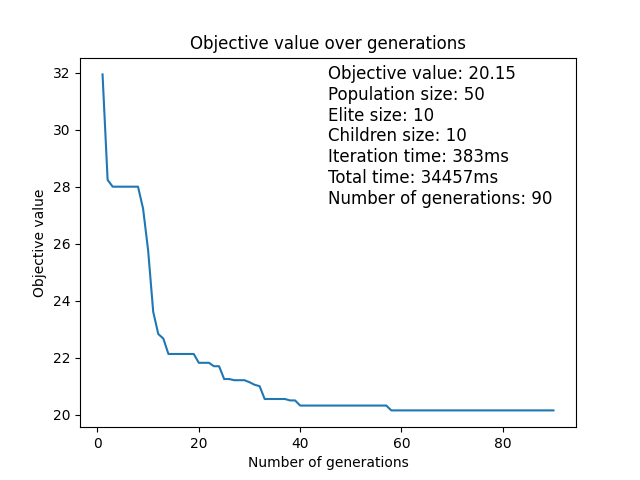 Objective value over generations
Objective value: 20.15
Population size: 50
Elite size: 10
Children size: 10
Iteration time: 383ms
Total time: 34457ms
Number of generations: 90
Objective value
32
30
28
26
24
22
20
0 20 40 60 80
Number of generations